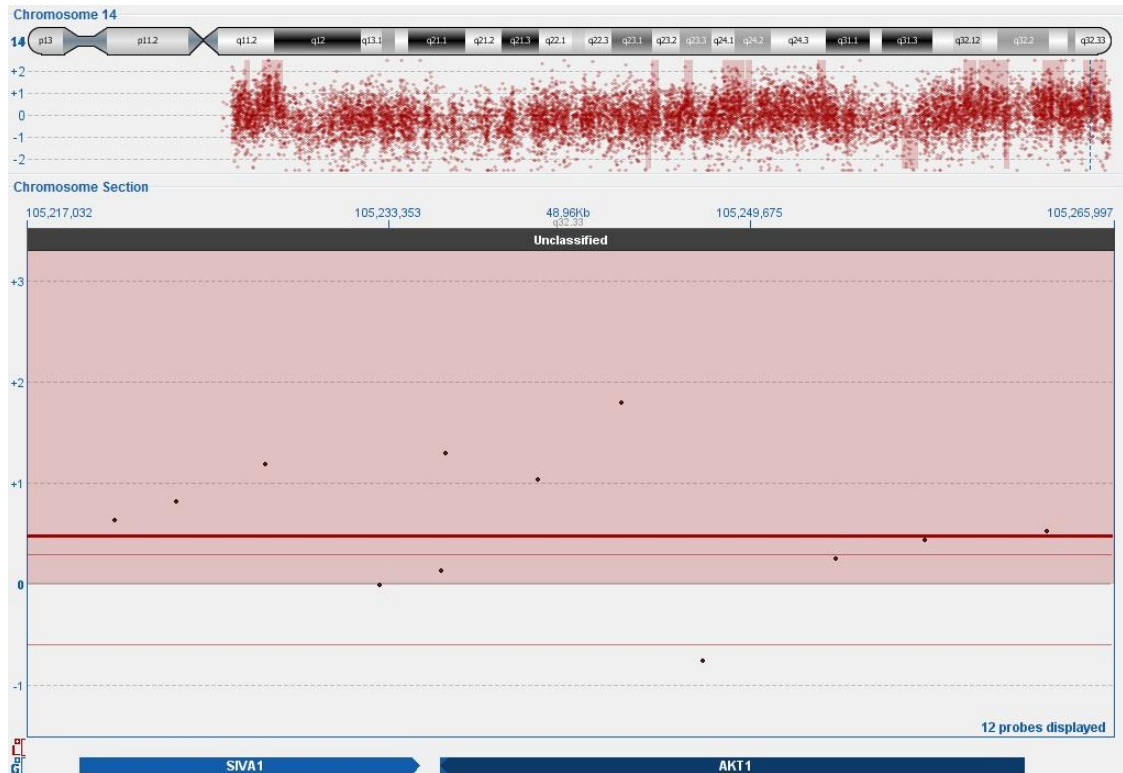 Chromosome 14
14 p13 p11.2 q11.2 q12 q13.1 q21.1 q21.2 q21.3 q22.1 q22.3 q23.1 q23.2 q23.3 q24.1 q24.2 q24.3 q31.1 q31.3 q32.12 q32.2 q32.33
+2
+1
0
-1
-2
Chromosome Section
105,217,032 105,233,353 48.96Kb 105,249,675 105,265,997
q32.33
Unclassified
+3
+2
+1
0
-1
12 probes displayed
SIVA1 AKT1